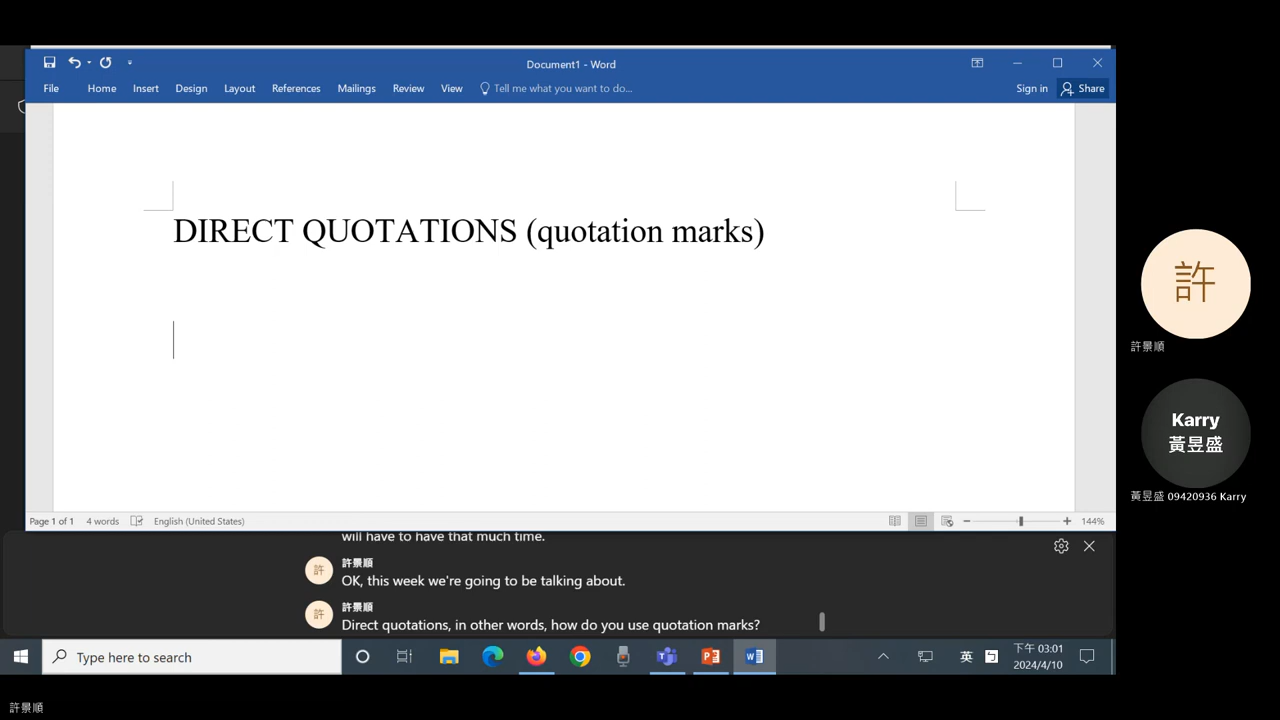 Document1 - Word
File Home Insert Design Layout References Mailings Review View Tell me what you want to do... Sign in Share
DIRECT QUOTATIONS (quotation marks)
許
許景順
Karry
黃昱盛
黃昱盛 09420936 Karry
Page 1 of 1 4 words English (United States) 144%
will have to have that much time.
許 許景順
OK, this week we're going to be talking about.
許 許景順
Direct quotations, in other words, how do you use quotation marks?
Type here to search
英
下午 03:01
2024/4/10
許景順